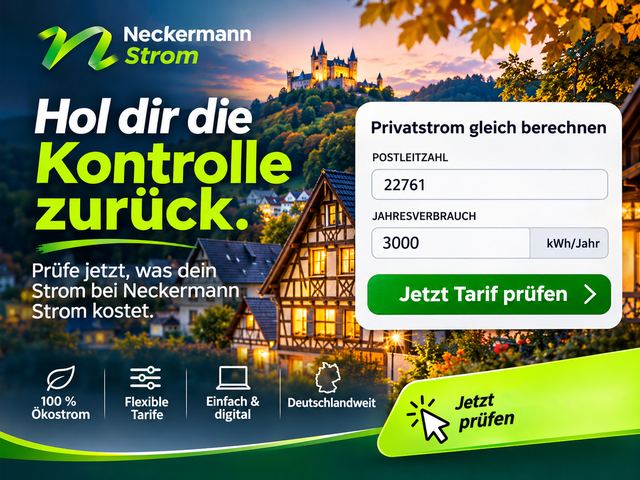 Neckermann
Strom
Hol dir die
Kontrolle
zurück.
Prüfe jetzt, was dein
Strom bei Neckermann
Strom kostet.
Privatstrom gleich berechnen
POSTLEITZAHL
22761
JAHRESVERBRAUCH
3000 kWh/Jahr
Jetzt Tarif prüfen
100 %
Ökostrom
Flexible
Tarife
Einfach &
digital
Deutschlandweit
Jetzt
prüfen